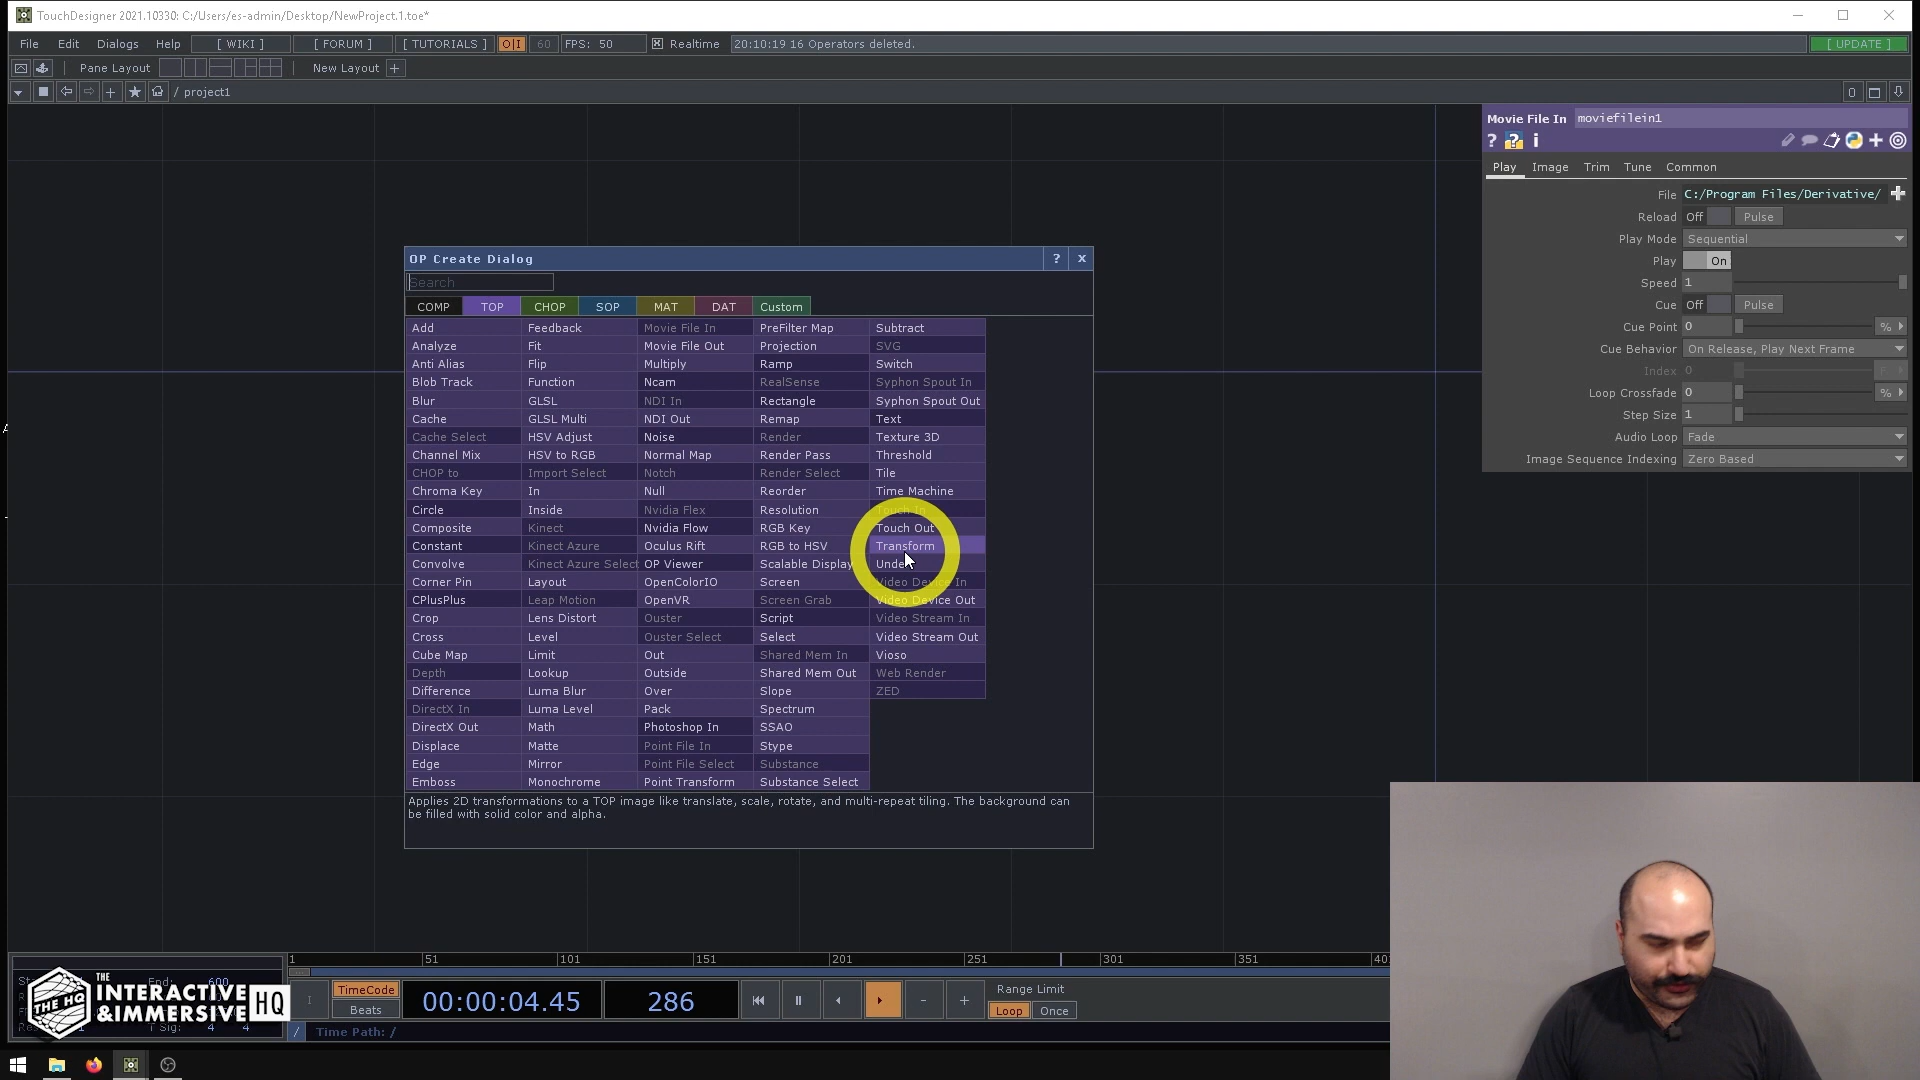 TouchDesigner 2021.10330: C:/Users/es-admin/Desktop/NewProject.1.toe*
File Edit Dialogs Help [ WIKI ] [ FORUM ] [ TUTORIALS ] O|I 60 FPS: 50 Realtime 20:10:19 16 Operators deleted. [ UPDATE ]
Pane Layout New Layout +
/ project1 0
Movie File In moviefilein1
? ? i
Play Image Trim Tune Common
File C:/Program Files/Derivative/
Reload Off Pulse
Play Mode Sequential
Play On
Speed 1
Cue Off Pulse
Cue Point 0 %
Cue Behavior On Release, Play Next Frame
Index 0 F
Loop Crossfade 0 %
Step Size 1
Audio Loop Fade
Image Sequence Indexing Zero Based
OP Create Dialog ? x
Search
COMP TOP CHOP SOP MAT DAT Custom
Add Feedback Movie File In PreFilter Map Subtract
Analyze Fit Movie File Out Projection SVG
Anti Alias Flip Multiply Ramp Switch
Blob Track Function Ncam RealSense Syphon Spout In
Blur GLSL NDI In Rectangle Syphon Spout Out
Cache GLSL Multi NDI Out Remap Text
Cache Select HSV Adjust Noise Render Texture 3D
Channel Mix HSV to RGB Normal Map Render Pass Threshold
CHOP to Import Select Notch Render Select Tile
Chroma Key In Null Reorder Time Machine
Circle Inside Nvidia Flex Resolution Touch In
Composite Kinect Nvidia Flow RGB Key Touch Out
Constant Kinect Azure Oculus Rift RGB to HSV Transform
Convolve Kinect Azure Select OP Viewer Scalable Display Under
Corner Pin Layout OpenColorIO Screen Video Device In
CPlusPlus Leap Motion OpenVR Screen Grab Video Device Out
Crop Lens Distort Ouster Script Video Stream In
Cross Level Ouster Select Select Video Stream Out
Cube Map Limit Out Shared Mem In Vioso
Depth Lookup Outside Shared Mem Out Web Render
Difference Luma Blur Over Slope ZED
DirectX In Luma Level Pack Spectrum
DirectX Out Math Photoshop In SSAO
Displace Matte Point File In Stype
Edge Mirror Point File Select Substance
Emboss Monochrome Point Transform Substance Select
Applies 2D transformations to a TOP image like translate, scale, rotate, and multi-repeat tiling. The background can
be filled with solid color and alpha.
1 51 101 151 201 251 301 351 401
End: 600
THE HQ
THE
INTERACTIVE
& IMMERSIVE HQ
T Sig: 4 4
TimeCode
Beats
00:00:04.45 286
- +
Range Limit
Loop Once
/ Time Path: /